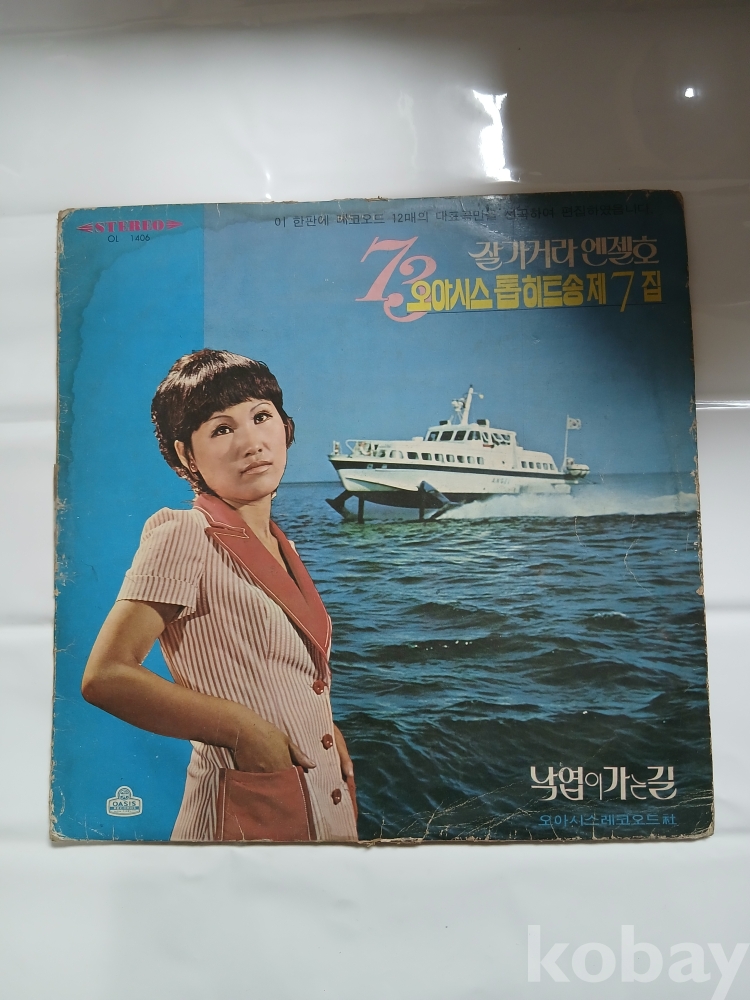 STEREO
OL 1406
이 한판에 레코오드 12매의 대표곡만을 선곡하여 편집하였읍니다
잘가거라 엔젤호
73 오아시스 톱 히트송 제 7 집
ANGEL
낙엽이가는길
오아시스레코오드社
OASIS
RECORDS
kobay